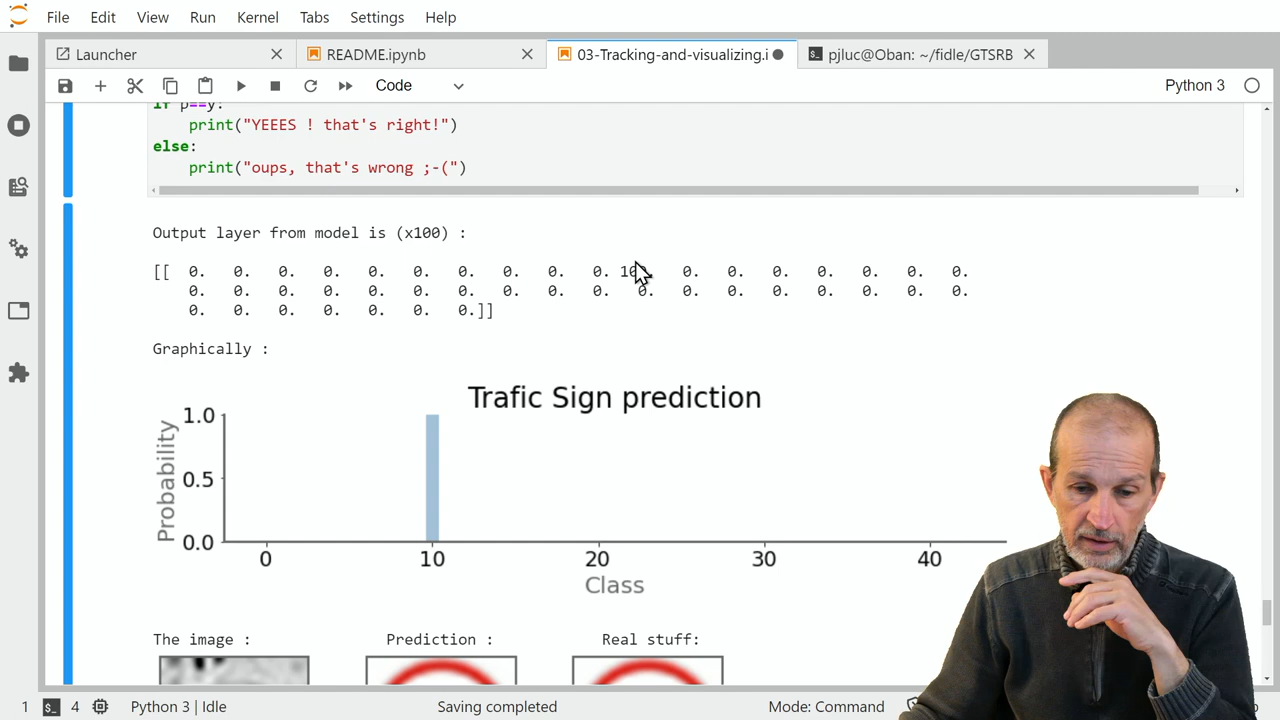 File Edit View Run Kernel Tabs Settings Help
Launcher README.ipynb 03-Tracking-and-visualizing.i pjluc@Oban: ~/fidle/GTSRB
Code Python 3
if p==y:
print("YEEES ! that's right!")
else:
print("oups, that's wrong ;-(")
Output layer from model is (x100) :
[[ 0. 0. 0. 0. 0. 0. 0. 0. 0. 0. 0. 0. 0. 0. 0. 0. 0.
0. 0. 0. 0. 0. 0. 0. 0. 0. 0. 0. 0. 0. 0. 0. 0. 0. 0.
0. 0. 0. 0. 0. 0. 0.]]
Graphically :
Trafic Sign prediction
1.0
0.5
0.0
Probability
0 10 20 30 40
Class
The image : Prediction : Real stuff:
1 $_ 4 Python 3 | Idle Saving completed Mode: Command